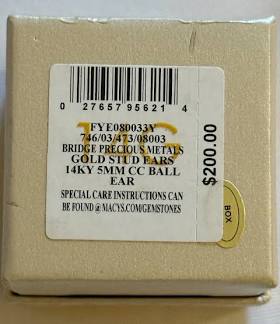 0 27657 95621 4
FYE080033Y
746/03/473/08003
BRIDGE PRECIOUS METALS
GOLD STUD EARS
14KY 5MM CC BALL
EAR
SPECIAL CARE INSTRUCTIONS CAN
BE FOUND @ MACYS.COM/GEMSTONES
$200.00
BOX